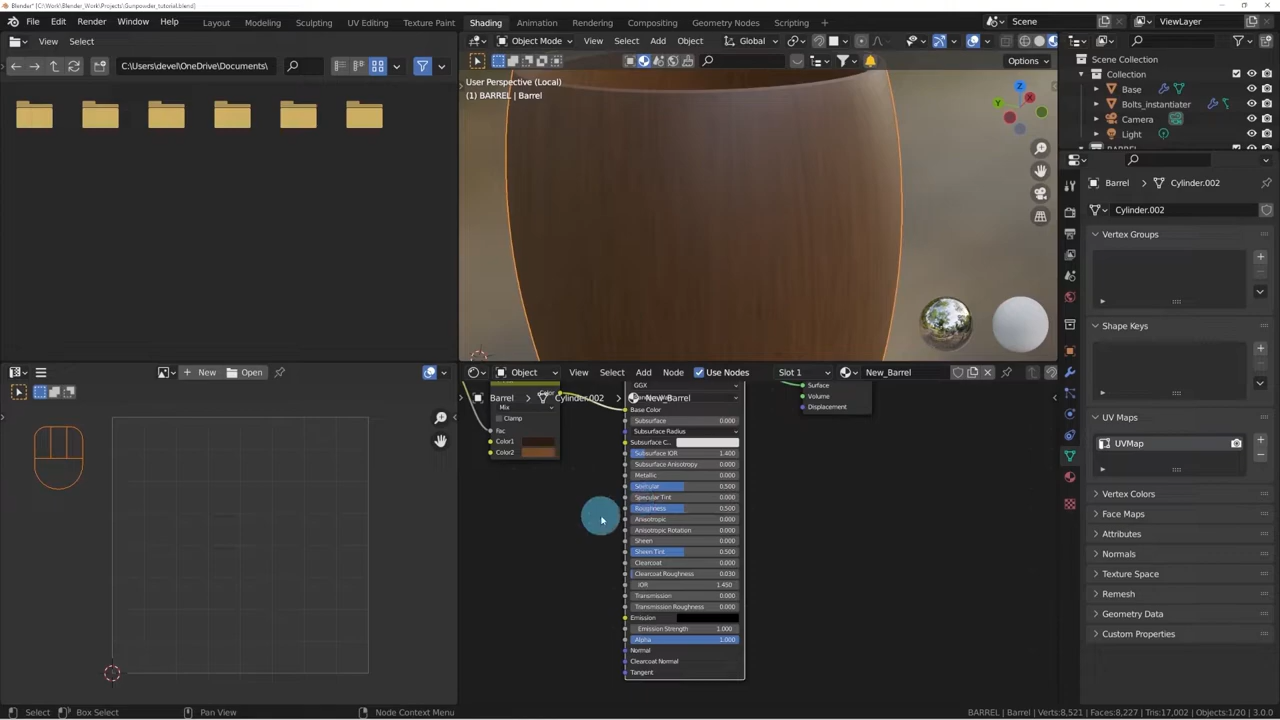 Blender* [C:\Work\Blender_Work\Projects\Gunpowder_tutorial.blend]
File Edit Render Window Help Layout Modeling Sculpting UV Editing Texture Paint Shading Animation Rendering Compositing Geometry Nodes Scripting Scene ViewLayer
View Select
Object Mode View Select Add Object Global
C:\Users\devel\OneDrive\Documents\
Options
User Perspective (Local)
(1) BARREL | Barrel
Z
X
Y
Scene Collection
Collection
Base
Bolts_instantiater
Camera
Light
BARREL
Barrel Cylinder.002
Cylinder.002
Vertex Groups
Shape Keys
UV Maps
UVMap
Vertex Colors
Face Maps
Attributes
Normals
Texture Space
Remesh
Geometry Data
Custom Properties
New Open
Object View Select Add Node Use Nodes Slot 1 New_Barrel
Barrel Cylinder.002 New_Barrel
Mix
Clamp
Fac
Color1
Color2
GGX
Base Color
Subsurface 0.000
Subsurface Radius
Subsurface C...
Subsurface IOR 1.400
Subsurface Anisotropy 0.000
Metallic 0.000
Specular 0.500
Specular Tint 0.000
Roughness 0.500
Anisotropic 0.000
Anisotropic Rotation 0.000
Sheen 0.000
Sheen Tint 0.500
Clearcoat 0.000
Clearcoat Roughness 0.030
IOR 1.450
Transmission 0.000
Transmission Roughness 0.000
Emission
Emission Strength 1.000
Alpha 1.000
Normal
Clearcoat Normal
Tangent
Surface
Volume
Displacement
Select Box Select Pan View Node Context Menu BARREL | Barrel | Verts:8,521 | Faces:8,227 | Tris:17,002 | Objects:1/20 | 3.0.0